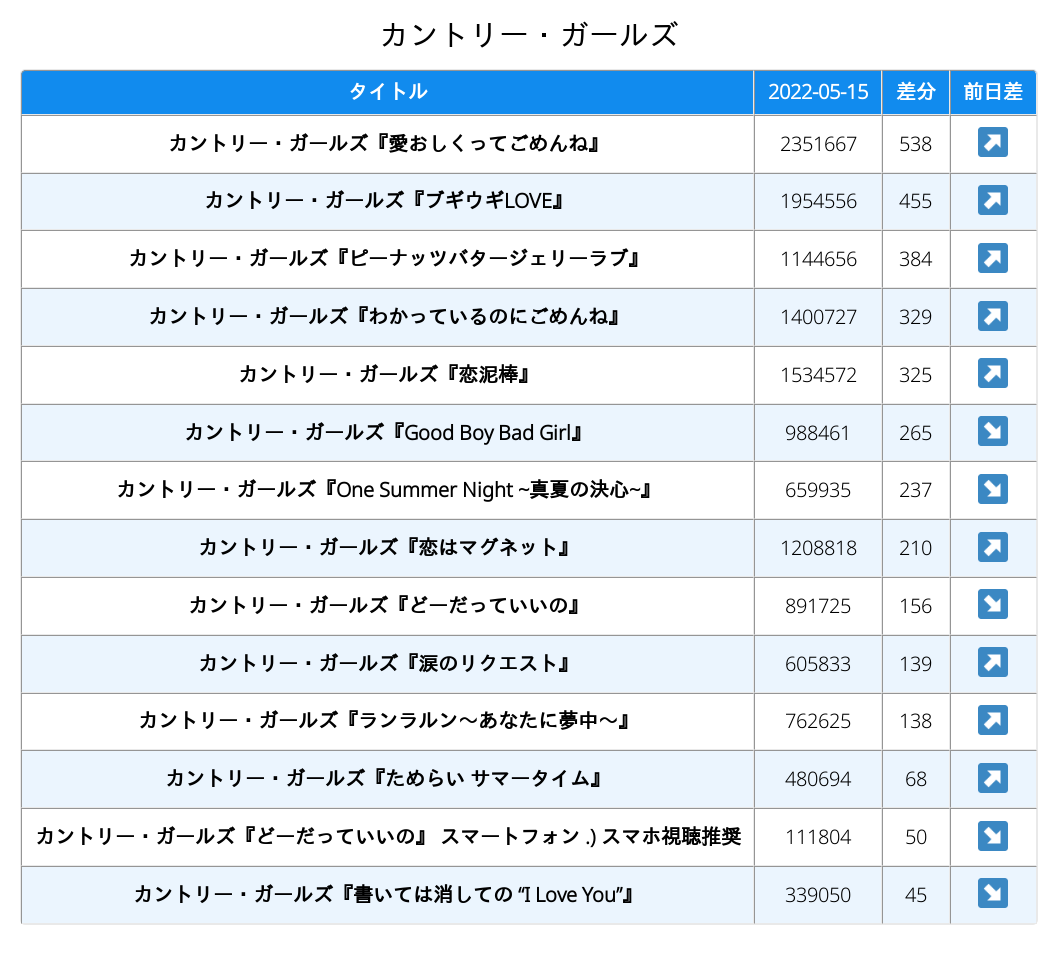 カントリー・ガールズ
タイトル 2022-05-15 差分 前日差
カントリー・ガールズ『愛おしくってごめんね』 2351667 538
カントリー・ガールズ『ブギウギLOVE』 1954556 455
カントリー・ガールズ『ピーナッツバタージェリーラブ』 1144656 384
カントリー・ガールズ『わかっているのにごめんね』 1400727 329
カントリー・ガールズ『恋泥棒』 1534572 325
カントリー・ガールズ『Good Boy Bad Girl』 988461 265
カントリー・ガールズ『One Summer Night ~真夏の決心~』 659935 237
カントリー・ガールズ『恋はマグネット』 1208818 210
カントリー・ガールズ『どーだっていいの』 891725 156
カントリー・ガールズ『涙のリクエスト』 605833 139
カントリー・ガールズ『ランラルン～あなたに夢中～』 762625 138
カントリー・ガールズ『ためらい サマータイム』 480694 68
カントリー・ガールズ『どーだっていいの』 スマートフォン .) スマホ視聴推奨 111804 50
カントリー・ガールズ『書いては消しての “I Love You”』 339050 45